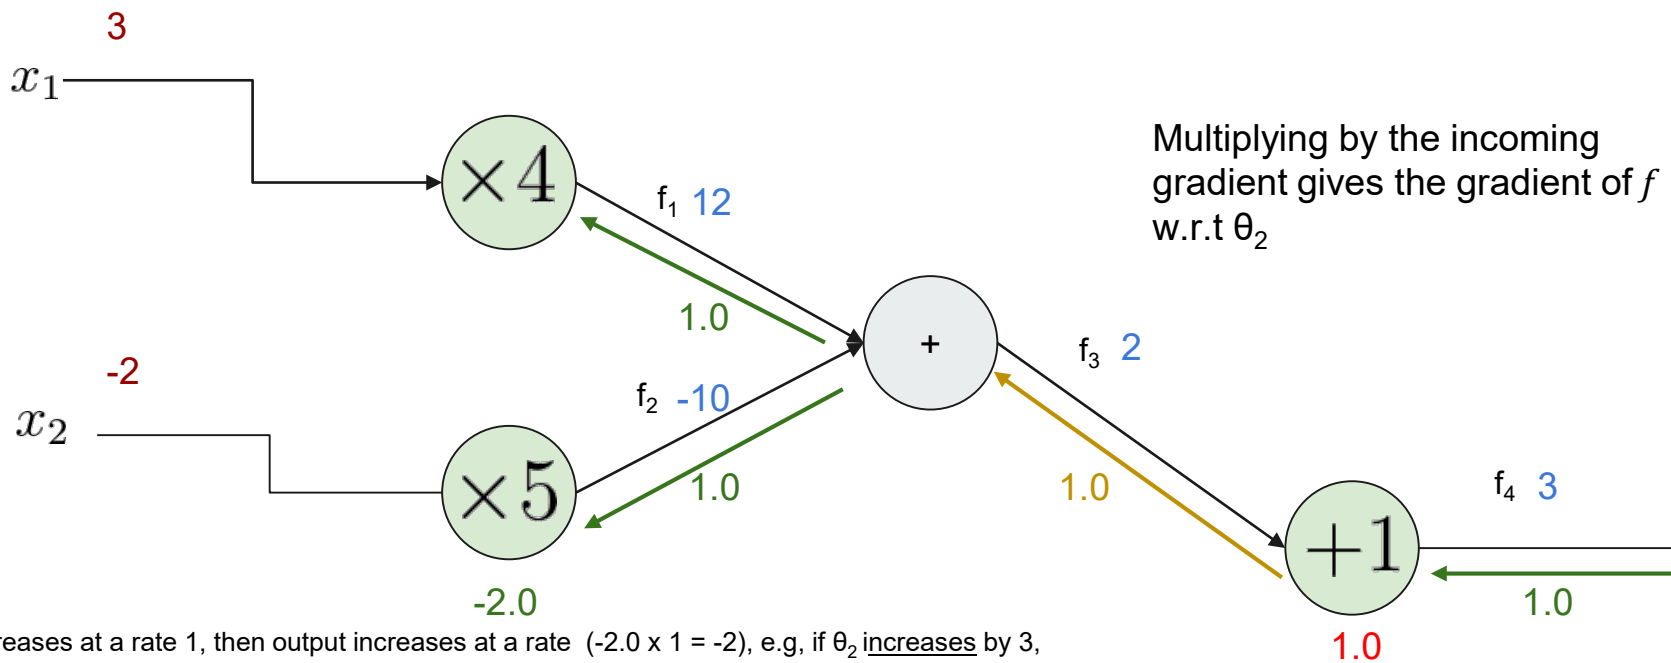 3
x₁
×4
f₁ 12
Multiplying by the incoming
gradient gives the gradient of f
w.r.t θ₂
1.0
+
f₃ 2
-2
f₂ -10
x₂
×5
1.0
1.0
f₄ 3
+1
-2.0
1.0
reases at a rate 1, then output increases at a rate (-2.0 x 1 = -2), e.g, if θ₂ increases by 3,
1.0